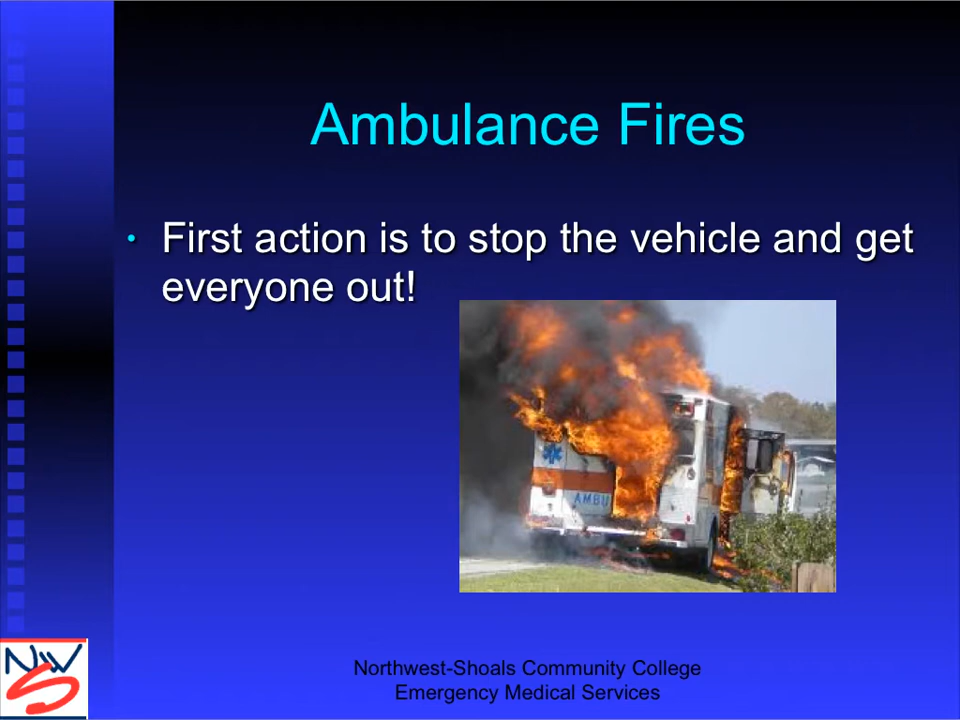 Ambulance Fires
• First action is to stop the vehicle and get
everyone out!
AMBU
NWS
Northwest-Shoals Community College
Emergency Medical Services